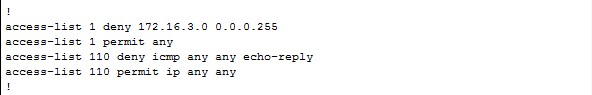 !
access-list 1 deny 172.16.3.0 0.0.0.255
access-list 1 permit any
access-list 110 deny icmp any any echo-reply
access-list 110 permit ip any any
!